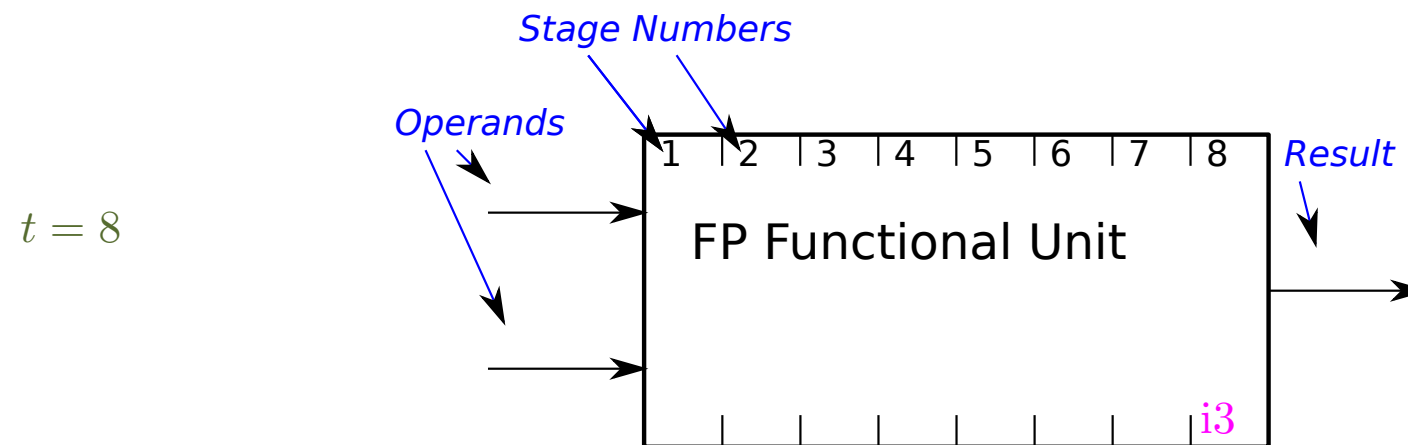 Stage Numbers
Operands
1 2 3 4 5 6 7 8
Result
t = 8
FP Functional Unit
i3